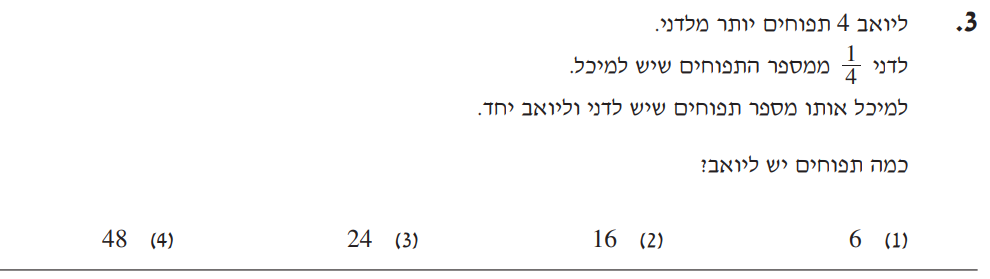 .3 ליואב 4 תפוחים יותר מלדני.
לדני 1/4 ממספר התפוחים שיש למיכל.
למיכל אותו מספר תפוחים שיש לדני וליואב יחד.
כמה תפוחים יש ליואב?
(1) 6 (2) 16 (3) 24 (4) 48